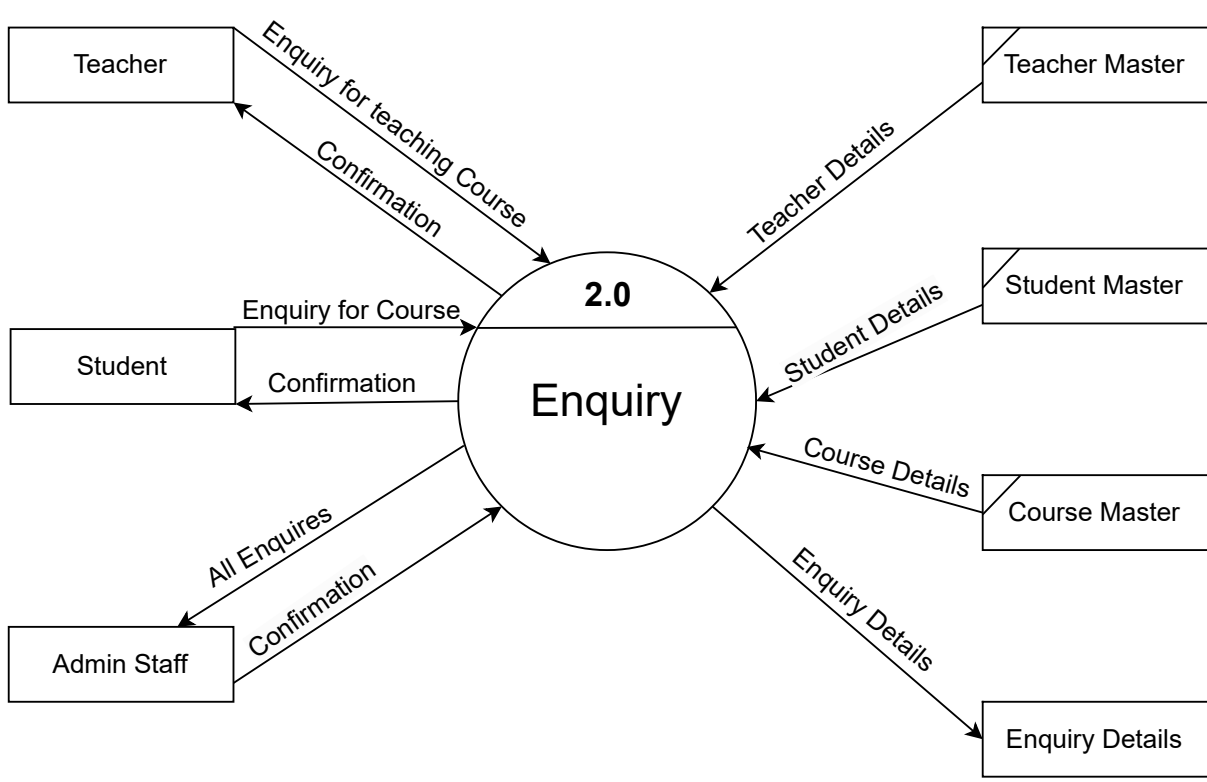 Teacher
Enquiry for teaching Course
Confirmation
Teacher Master
Teacher Details
2.0
Enquiry
Student
Enquiry for Course
Confirmation
Student Master
Student Details
Course Details
Course Master
All Enquires
Confirmation
Admin Staff
Enquiry Details
Enquiry Details